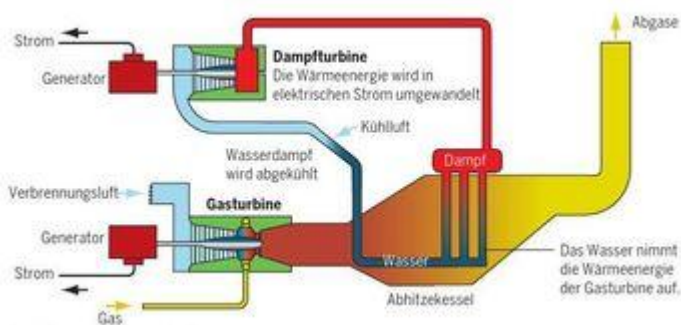 Abgase
Strom
Generator
Dampfturbine
Die Wärmeenergie wird in
elektrischen Strom umgewandelt
Kühlluft
Wasserdampf
wird abgekühlt
Dampf
Verbrennungsluft
Gasturbine
Generator
Wasser
Strom
Das Wasser nimmt
die Wärmeenergie
der Gasturbine auf.
Abhitzekessel
Gas